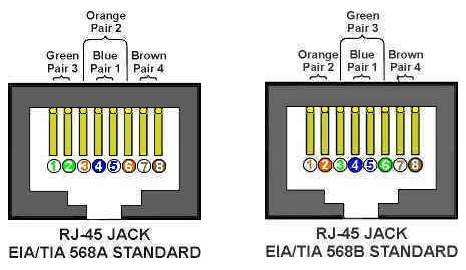 Orange
Pair 2
Green
Pair 3
Blue
Pair 1
Brown
Pair 4
1 2 3 4 5 6 7 8
RJ-45 JACK
EIA/TIA 568A STANDARD
Green
Pair 3
Orange
Pair 2
Blue
Pair 1
Brown
Pair 4
1 2 3 4 5 6 7 8
RJ-45 JACK
EIA/TIA 568B STANDARD